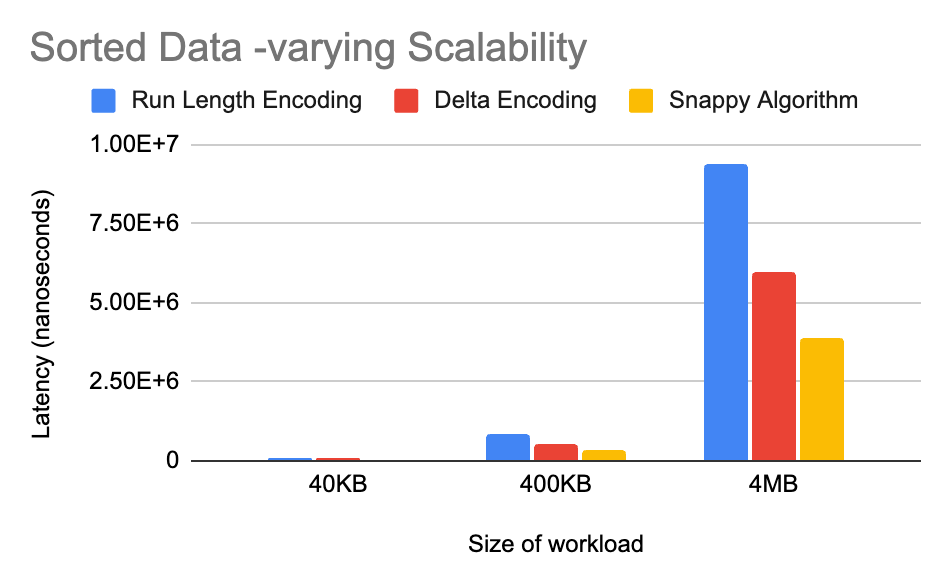 Sorted Data -varying Scalability
Run Length Encoding Delta Encoding Snappy Algorithm
Latency (nanoseconds)
1.00E+7
7.50E+6
5.00E+6
2.50E+6
0
40KB 400KB 4MB
Size of workload